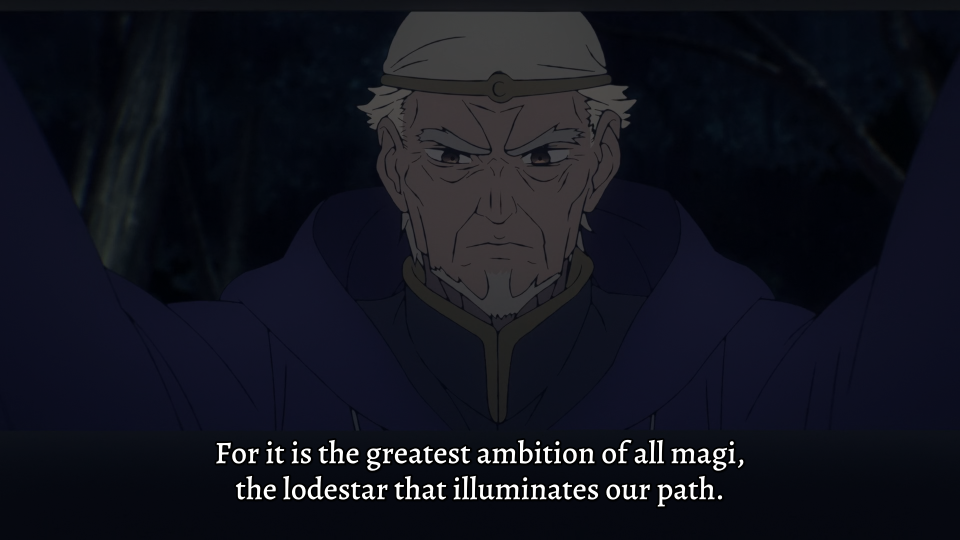 For it is the greatest ambition of all magi,
the lodestar that illuminates our path.